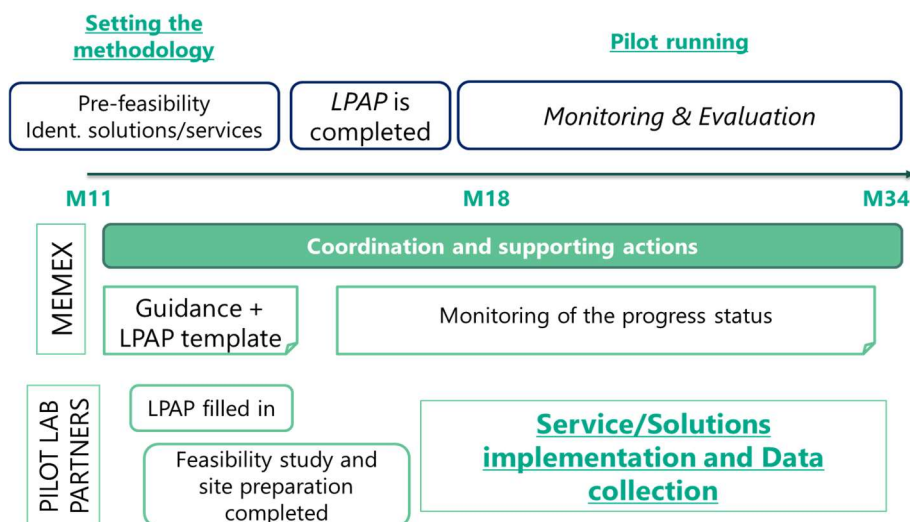 Setting the
methodology
Pilot running
Pre-feasibility
Ident. solutions/services
LPAP is
completed
Monitoring & Evaluation
M11
M18
M34
MEMEX
Coordination and supporting actions
Guidance +
LPAP template
Monitoring of the progress status
PILOT LAB
PARTNERS
LPAP filled in
Feasibility study and
site preparation
completed
Service/Solutions
implementation and Data
collection